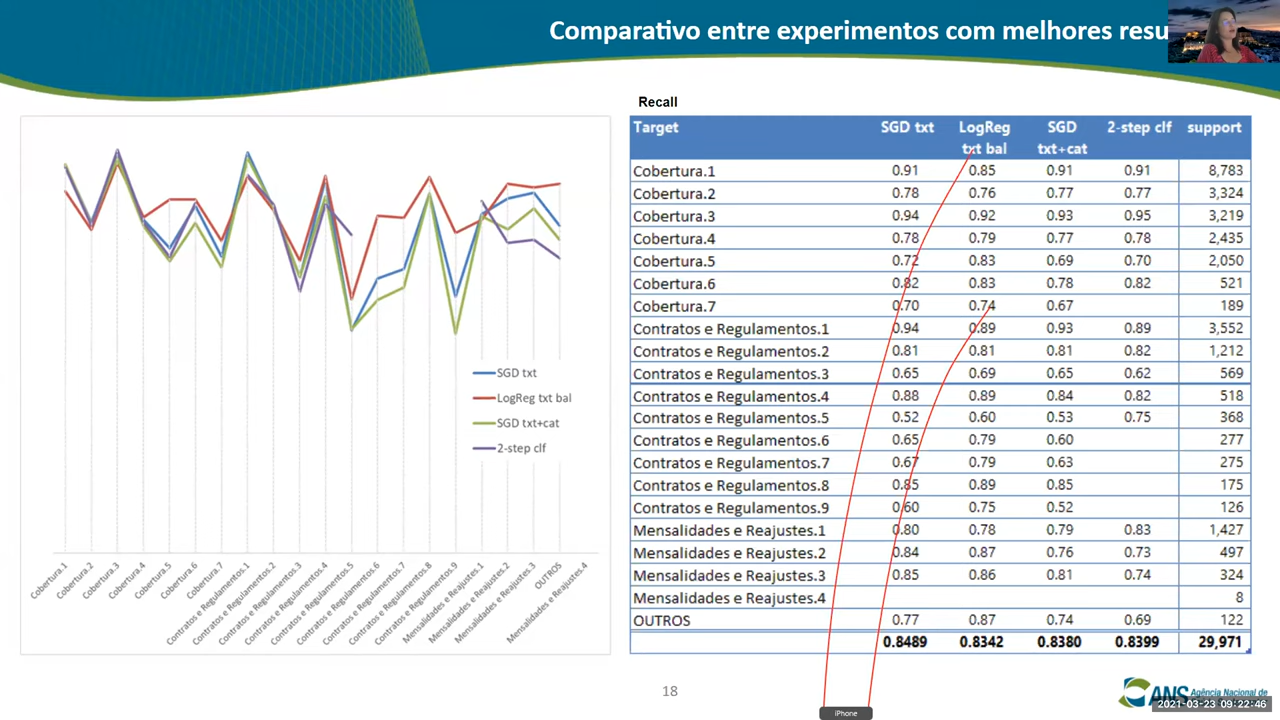 Comparativo entre experimentos com melhores resu
Recall
Target SGD txt LogReg txt bal SGD txt+cat 2-step clf support
Cobertura.1 0.91 0.85 0.91 0.91 8,783
Cobertura.2 0.78 0.76 0.77 0.77 3,324
Cobertura.3 0.94 0.92 0.93 0.95 3,219
Cobertura.4 0.78 0.79 0.77 0.78 2,435
Cobertura.5 0.72 0.83 0.69 0.70 2,050
Cobertura.6 0.82 0.83 0.78 0.82 521
Cobertura.7 0.70 0.74 0.67 189
Contratos e Regulamentos.1 0.94 0.89 0.93 0.89 3,552
Contratos e Regulamentos.2 0.81 0.81 0.81 0.82 1,212
Contratos e Regulamentos.3 0.65 0.69 0.65 0.62 569
Contratos e Regulamentos.4 0.88 0.89 0.84 0.82 518
Contratos e Regulamentos.5 0.52 0.60 0.53 0.75 368
Contratos e Regulamentos.6 0.65 0.79 0.60 277
Contratos e Regulamentos.7 0.67 0.79 0.63 275
Contratos e Regulamentos.8 0.85 0.89 0.85 175
Contratos e Regulamentos.9 0.60 0.75 0.52 126
Mensalidades e Reajustes.1 0.80 0.78 0.79 0.83 1,427
Mensalidades e Reajustes.2 0.84 0.87 0.76 0.73 497
Mensalidades e Reajustes.3 0.85 0.86 0.81 0.74 324
Mensalidades e Reajustes.4 8
OUTROS 0.77 0.87 0.74 0.69 122
0.8489 0.8342 0.8380 0.8399 29,971
SGD txt
LogReg txt bal
SGD txt+cat
2-step clf
Cobertura.1
Cobertura.2
Cobertura.3
Cobertura.4
Cobertura.5
Cobertura.6
Cobertura.7
Contratos e Regulamentos.1
Contratos e Regulamentos.2
Contratos e Regulamentos.3
Contratos e Regulamentos.4
Contratos e Regulamentos.5
Contratos e Regulamentos.6
Contratos e Regulamentos.7
Contratos e Regulamentos.8
Contratos e Regulamentos.9
Mensalidades e Reajustes.1
Mensalidades e Reajustes.2
Mensalidades e Reajustes.3
OUTROS
Mensalidades e Reajustes.4
18
iPhone
ANS Agência Nacional de
2021-03-23 09:22:46